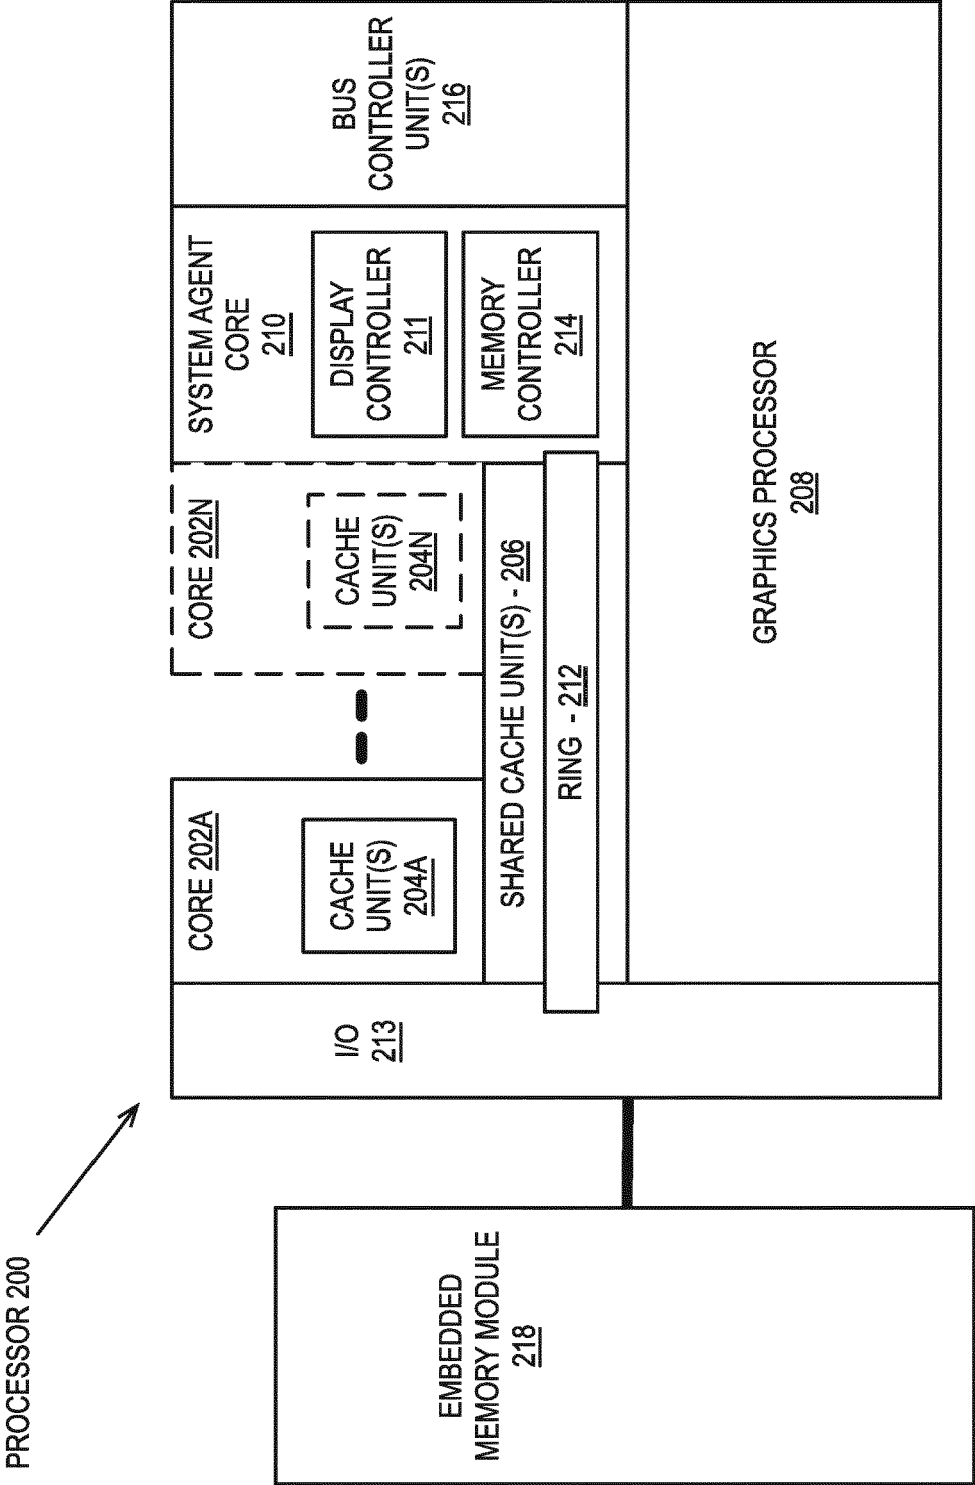 PROCESSOR 200
EMBEDDED
MEMORY MODULE
218
I/O
213
CORE 202A
CACHE
UNIT(S)
204A
CORE 202N
CACHE
UNIT(S)
204N
SYSTEM AGENT
CORE
210
DISPLAY
CONTROLLER
211
MEMORY
CONTROLLER
214
BUS
CONTROLLER
UNIT(S)
216
SHARED CACHE UNIT(S) - 206
RING - 212
GRAPHICS PROCESSOR
208